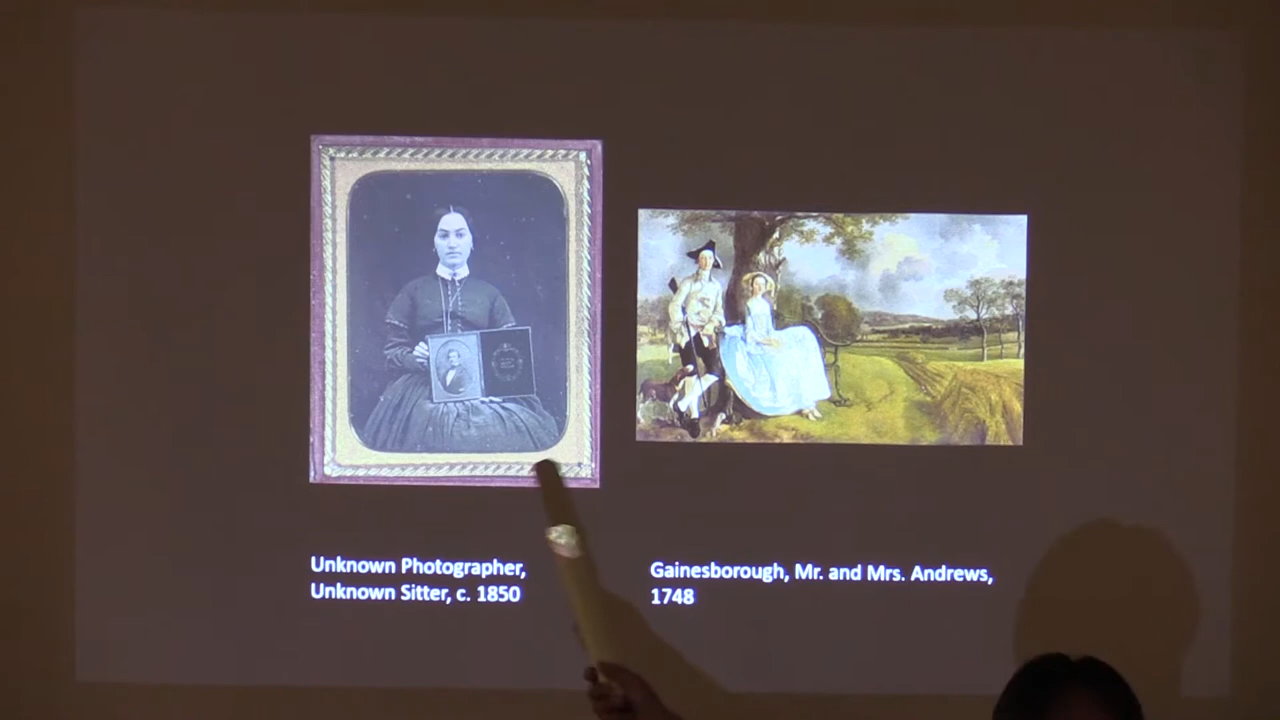 Unknown Photographer,
Unknown Sitter, c. 1850
Gainesborough, Mr. and Mrs. Andrews,
1748